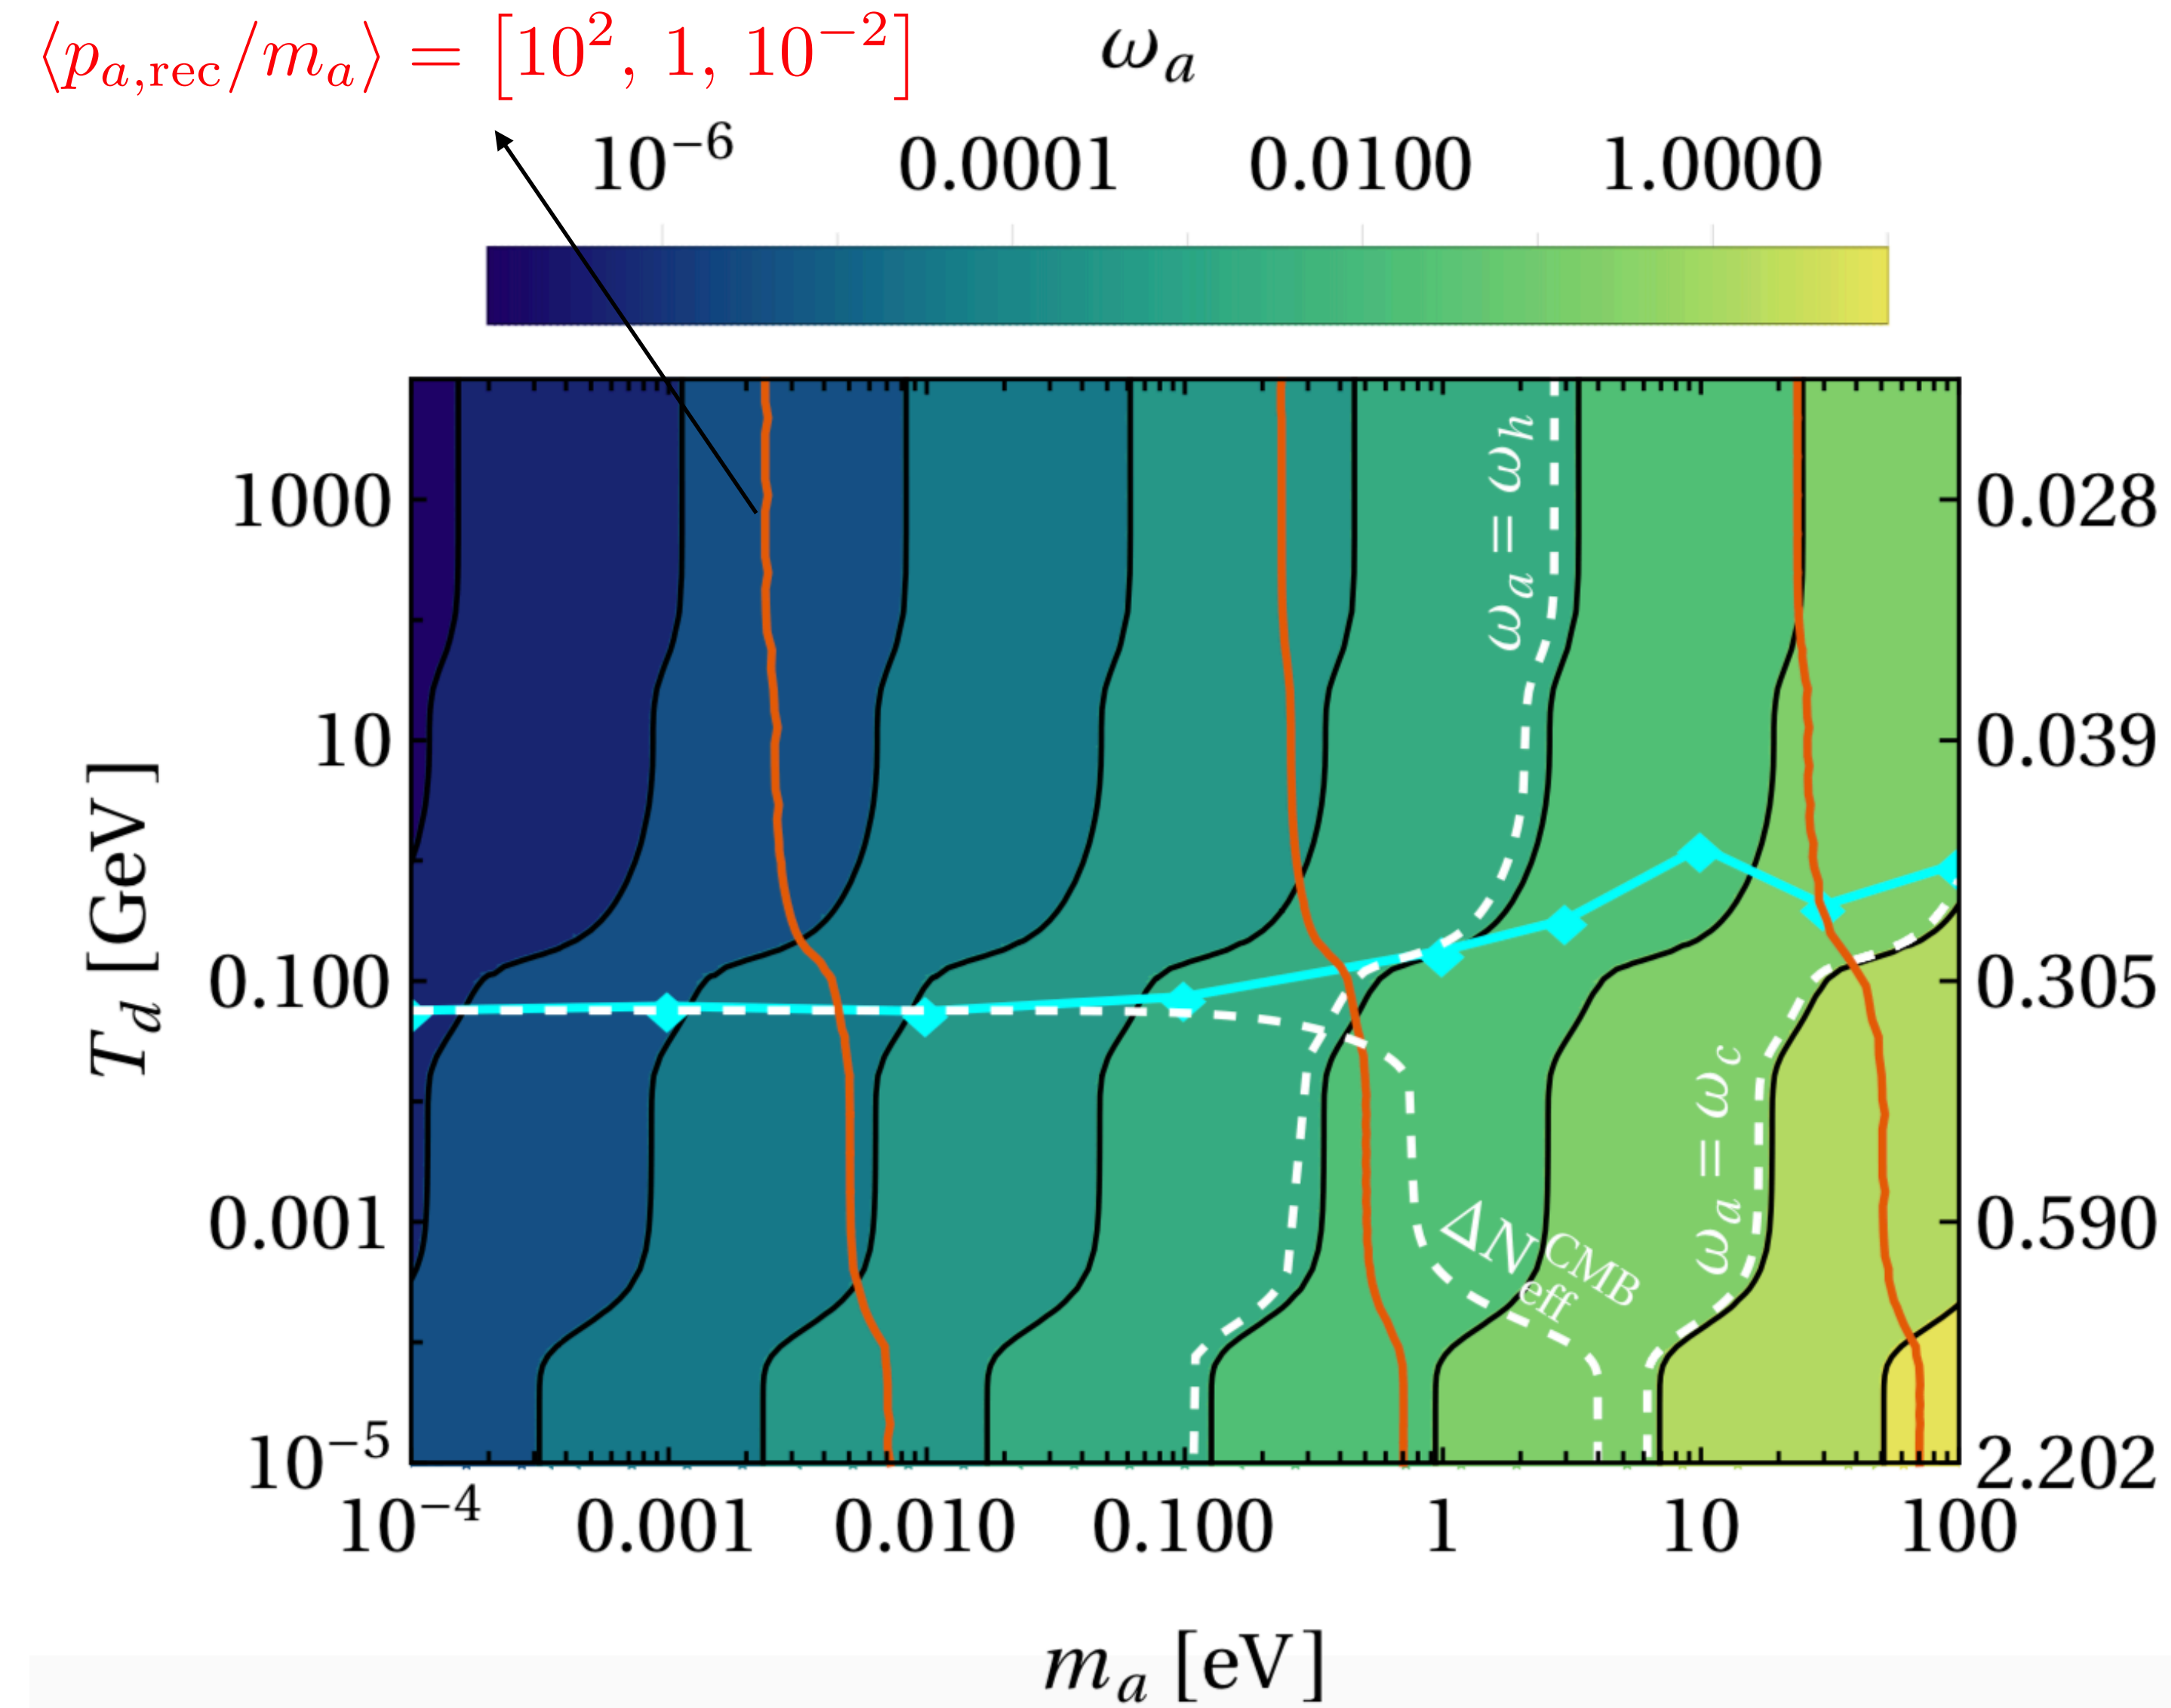 ⟨p_{a,rec}/m_a⟩ = [10², 1, 10⁻²]
ω_a
10⁻⁶ 0.0001 0.0100 1.0000
T_d [GeV]
1000
10
0.100
0.001
10⁻⁵
ω_a = ω_h
ω_a = ω_c
ΔN_eff^CMB
0.028
0.039
0.305
0.590
2.202
10⁻⁴ 0.001 0.010 0.100 1 10 100
m_a [eV]